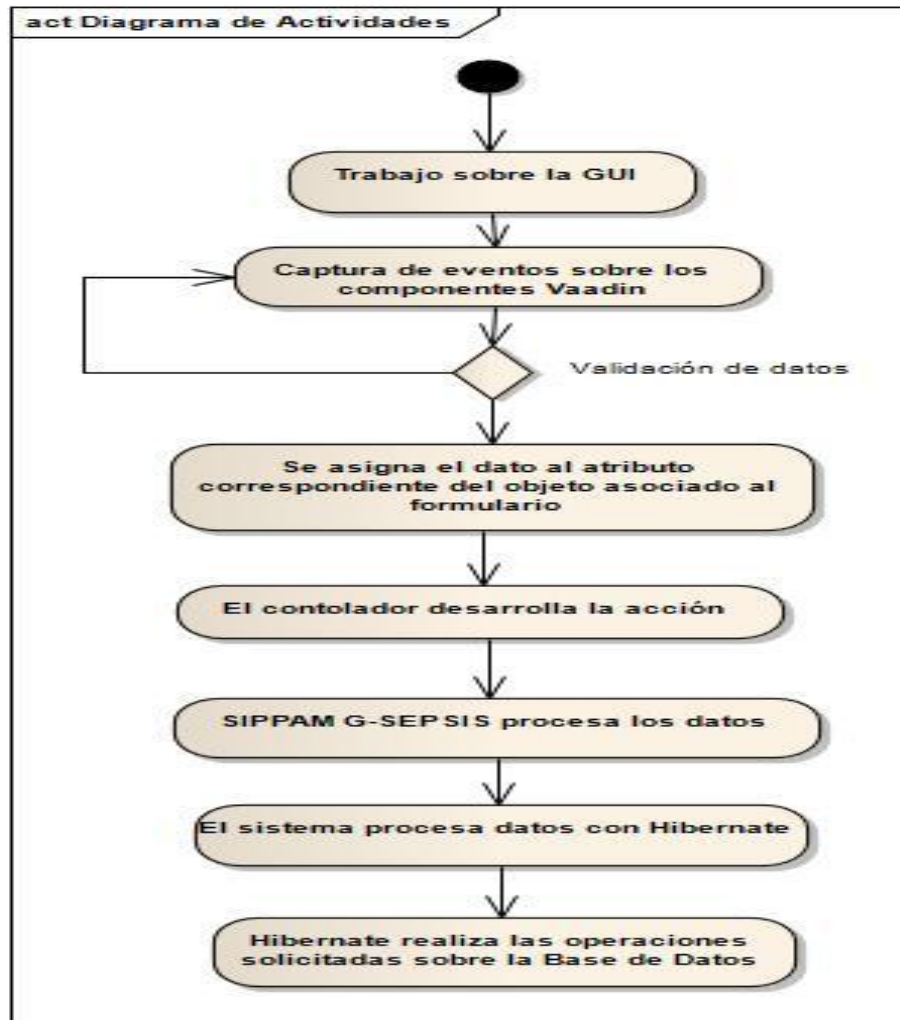 act Diagrama de Actividades
Trabajo sobre la GUI
Captura de eventos sobre los
componentes Vaadin
Validación de datos
Se asigna el dato al atributo
correspondiente del objeto asociado al
formulario
El contolador desarrolla la acción
SIPPAM G-SEPSIS procesa los datos
El sistema procesa datos con Hibernate
Hibernate realiza las operaciones
solicitadas sobre la Base de Datos